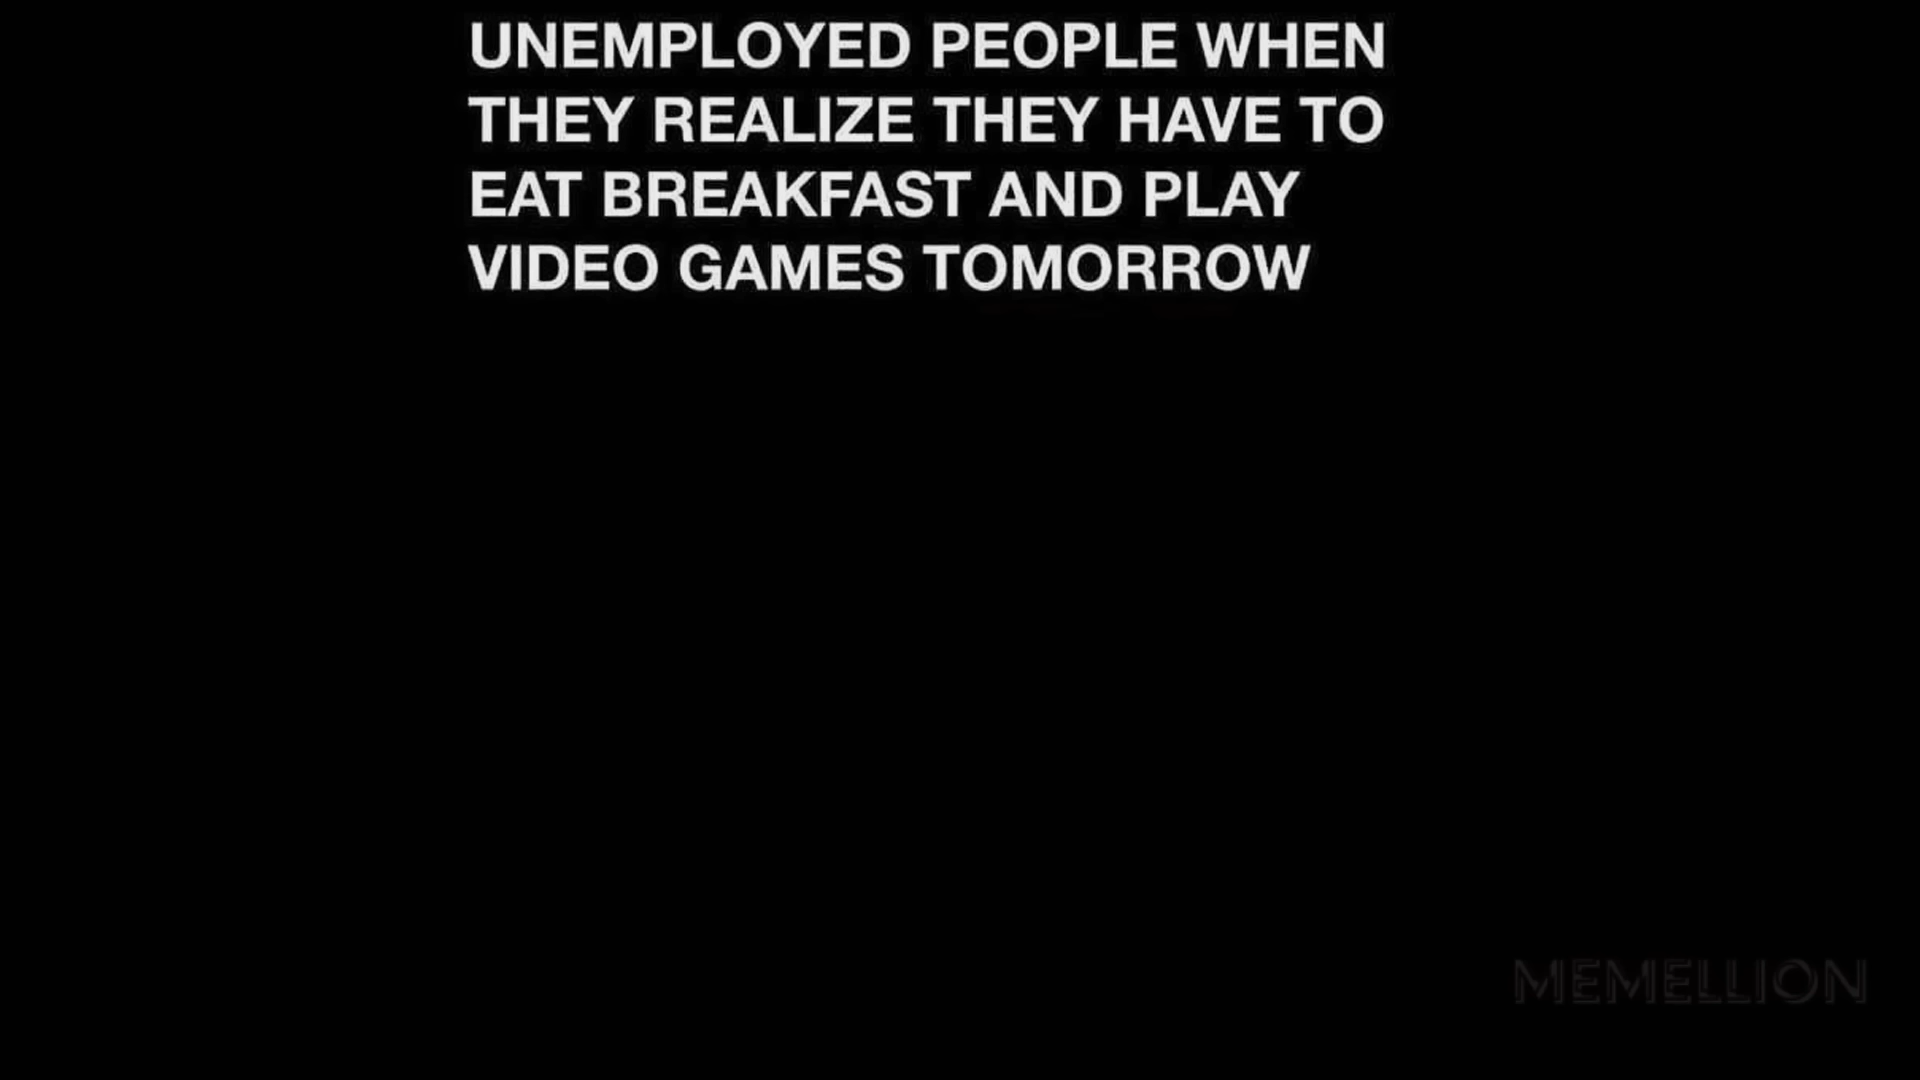 UNEMPLOYED PEOPLE WHEN
THEY REALIZE THEY HAVE TO
EAT BREAKFAST AND PLAY
VIDEO GAMES TOMORROW
MEMELLION